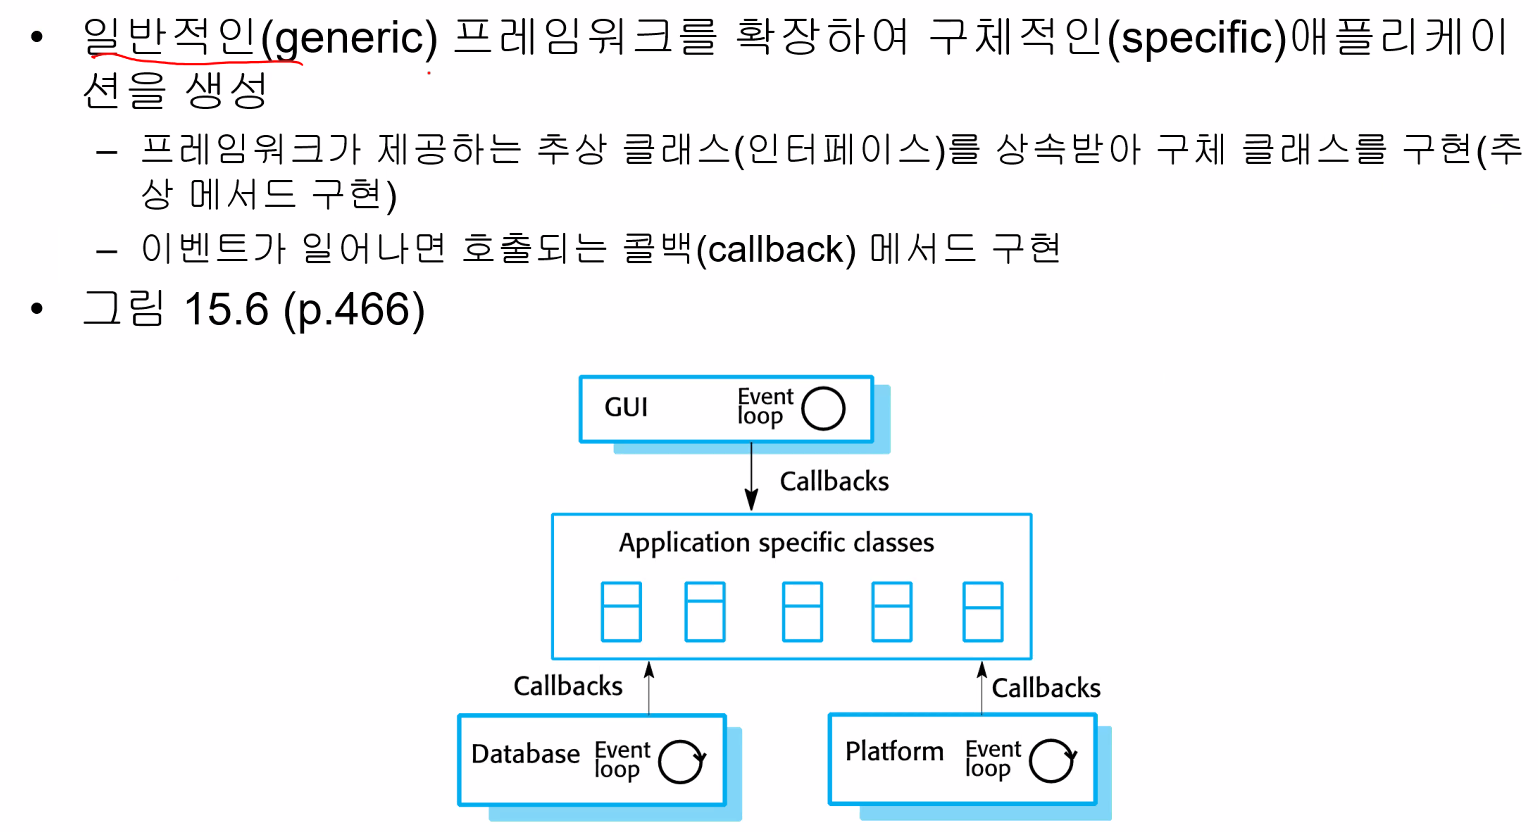 • 일반적인(generic) 프레임워크를 확장하여 구체적인(specific)애플리케이
션을 생성
– 프레임워크가 제공하는 추상 클래스(인터페이스)를 상속받아 구체 클래스를 구현(추
상 메서드 구현)
– 이벤트가 일어나면 호출되는 콜백(callback) 메서드 구현
• 그림 15.6 (p.466)
GUI
Event
loop
Callbacks
Application specific classes
Callbacks
Callbacks
Database
Event
loop
Platform
Event
loop